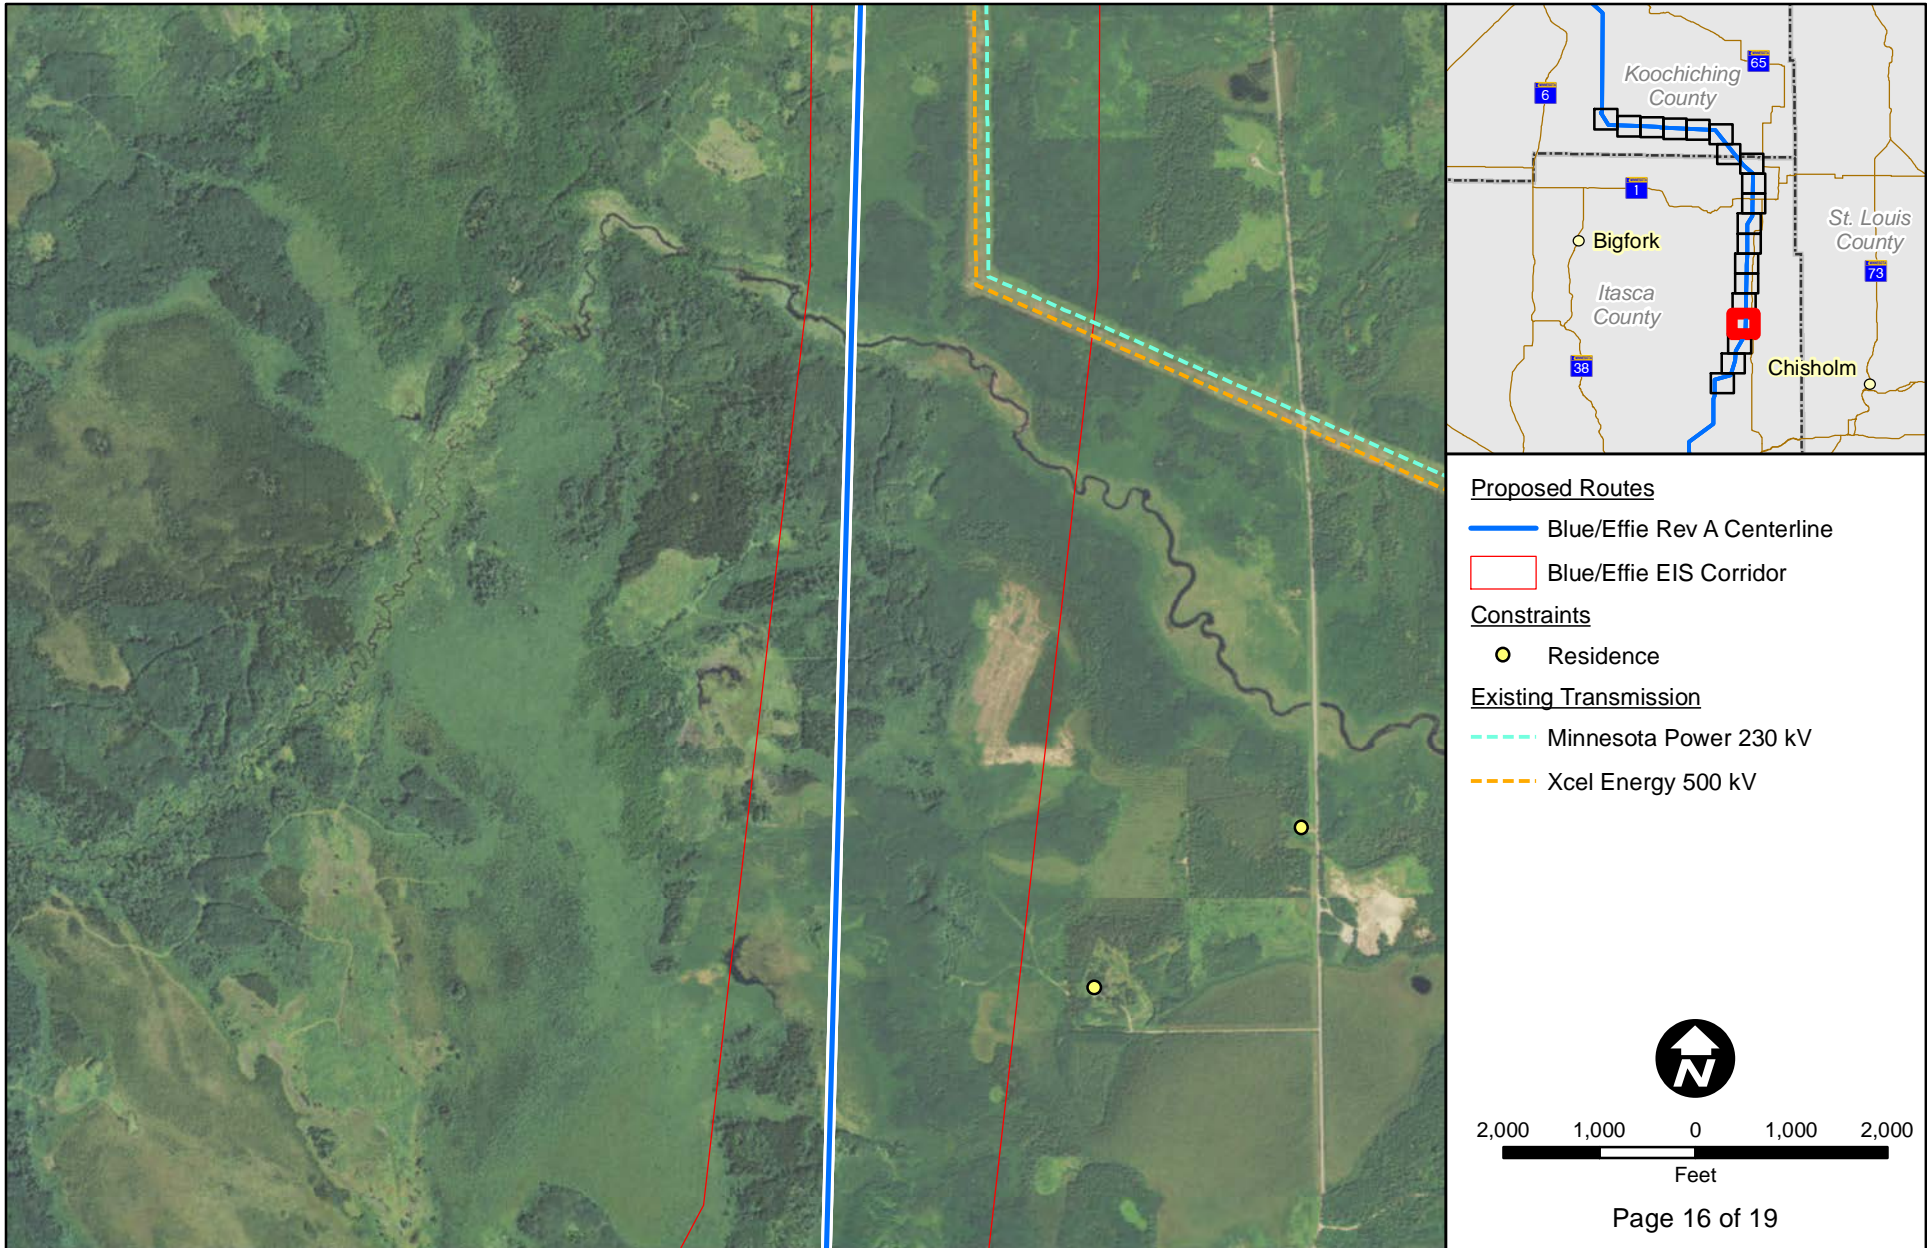 Koochiching
County
65
6
1
St. Louis
County
Bigfork
73
Itasca
County
38
Chisholm
Proposed Routes
Blue/Effie Rev A Centerline
Blue/Effie EIS Corridor
Constraints
Residence
Existing Transmission
Minnesota Power 230 kV
Xcel Energy 500 kV
N
2,000 1,000 0 1,000 2,000
Feet
Page 16 of 19